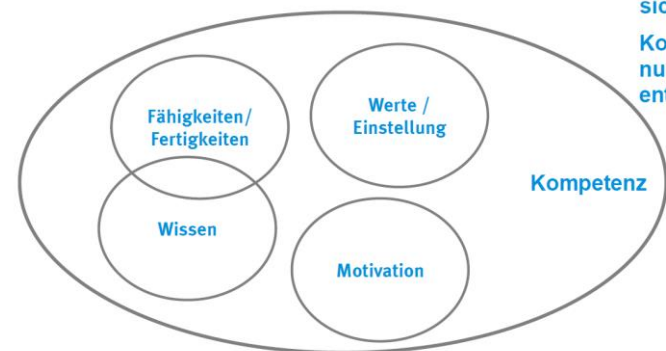 Fähigkeiten/
Fertigkeiten
Werte /
Einstellung
Kompetenz
Wissen
Motivation